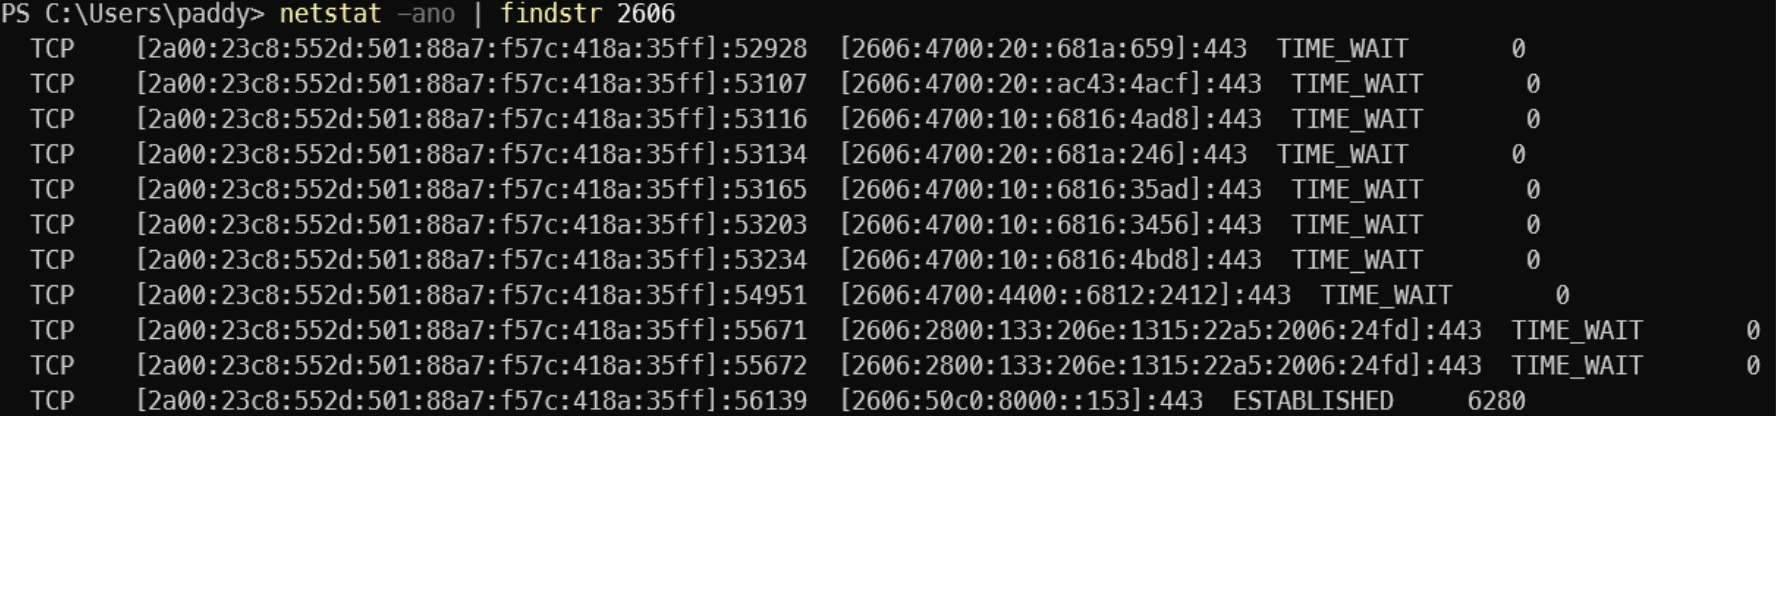 PS C:\Users\paddy> netstat -ano | findstr 2606
TCP [2a00:23c8:552d:501:88a7:f57c:418a:35ff]:52928 [2606:4700:20::681a:659]:443 TIME_WAIT 0
TCP [2a00:23c8:552d:501:88a7:f57c:418a:35ff]:53107 [2606:4700:20::ac43:4acf]:443 TIME_WAIT 0
TCP [2a00:23c8:552d:501:88a7:f57c:418a:35ff]:53116 [2606:4700:10::6816:4ad8]:443 TIME_WAIT 0
TCP [2a00:23c8:552d:501:88a7:f57c:418a:35ff]:53134 [2606:4700:20::681a:246]:443 TIME_WAIT 0
TCP [2a00:23c8:552d:501:88a7:f57c:418a:35ff]:53165 [2606:4700:10::6816:35ad]:443 TIME_WAIT 0
TCP [2a00:23c8:552d:501:88a7:f57c:418a:35ff]:53203 [2606:4700:10::6816:3456]:443 TIME_WAIT 0
TCP [2a00:23c8:552d:501:88a7:f57c:418a:35ff]:53234 [2606:4700:10::6816:4bd8]:443 TIME_WAIT 0
TCP [2a00:23c8:552d:501:88a7:f57c:418a:35ff]:54951 [2606:4700:4400::6812:2412]:443 TIME_WAIT 0
TCP [2a00:23c8:552d:501:88a7:f57c:418a:35ff]:55671 [2606:2800:133:206e:1315:22a5:2006:24fd]:443 TIME_WAIT 0
TCP [2a00:23c8:552d:501:88a7:f57c:418a:35ff]:55672 [2606:2800:133:206e:1315:22a5:2006:24fd]:443 TIME_WAIT 0
TCP [2a00:23c8:552d:501:88a7:f57c:418a:35ff]:56139 [2606:50c0:8000::153]:443 ESTABLISHED 6280